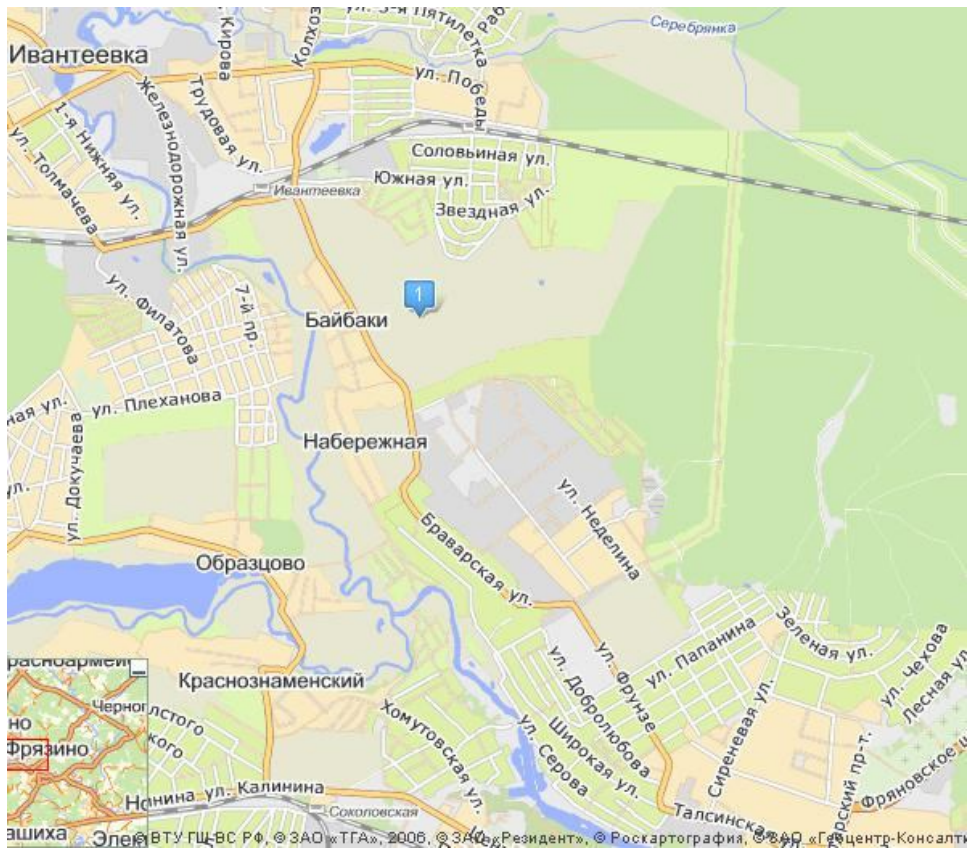 ул. 3-я Пятилетка
Кирова
Серебрянка
Ивантеевка
ул. Победы
Трудовая ул.
Железнодорожная ул.
1-я Нижняя ул.
ул. Толмачева
Соловьиная ул.
Южная ул.
Ивантеевка
Звездная ул.
ул. Филатова
7-й пр.
1
Байбаки
ул. Плеханова
ул. Докучаева
Набережная
ул. Неделина
Браварская ул.
Образцово
Зеленая ул.
ул. Папанина
ул. Чехова
Лесная ул.
ул. Фрунзе
ул. Добролюбова
Краснознаменский
Хомутовская ул.
Широкая ул.
ул. Серова
Сиреневая ул.
Фряновское
Фрязино
ул. Калинина
Соколовская
Талсинская ул.
© ВТУ ГШ ВС РФ, © ЗАО «ТГА», 2006, © ЗАО «Резидент», © Роскартография, © ЗАО «Геоцентр-Консалти